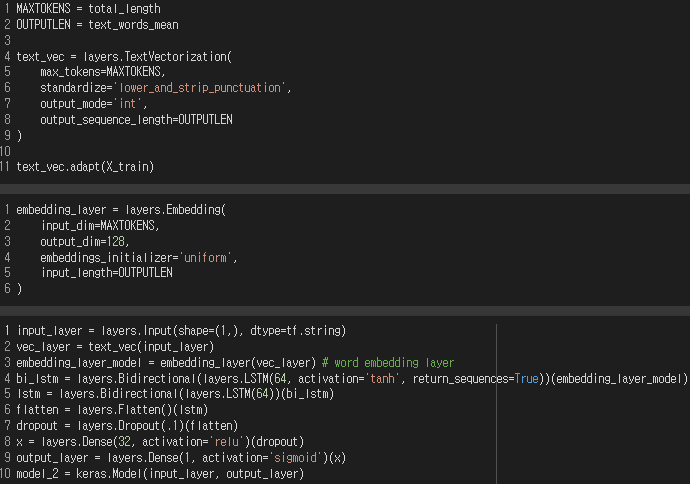 1 MAXTOKENS = total_length
2 OUTPUTLEN = text_words_mean
3
4 text_vec = layers.TextVectorization(
5     max_tokens=MAXTOKENS,
6     standardize='lower_and_strip_punctuation',
7     output_mode='int',
8     output_sequence_length=OUTPUTLEN
9 )
10
11 text_vec.adapt(X_train)
1 embedding_layer = layers.Embedding(
2     input_dim=MAXTOKENS,
3     output_dim=128,
4     embeddings_initializer='uniform',
5     input_length=OUTPUTLEN
6 )
1 input_layer = layers.Input(shape=(1,), dtype=tf.string)
2 vec_layer = text_vec(input_layer)
3 embedding_layer_model = embedding_layer(vec_layer) # word embedding layer
4 bi_lstm = layers.Bidirectional(layers.LSTM(64, activation='tanh', return_sequences=True))(embedding_layer_model)
5 lstm = layers.Bidirectional(layers.LSTM(64))(bi_lstm)
6 flatten = layers.Flatten()(lstm)
7 dropout = layers.Dropout(.1)(flatten)
8 x = layers.Dense(32, activation='relu')(dropout)
9 output_layer = layers.Dense(1, activation='sigmoid')(x)
10 model_2 = keras.Model(input_layer, output_layer)